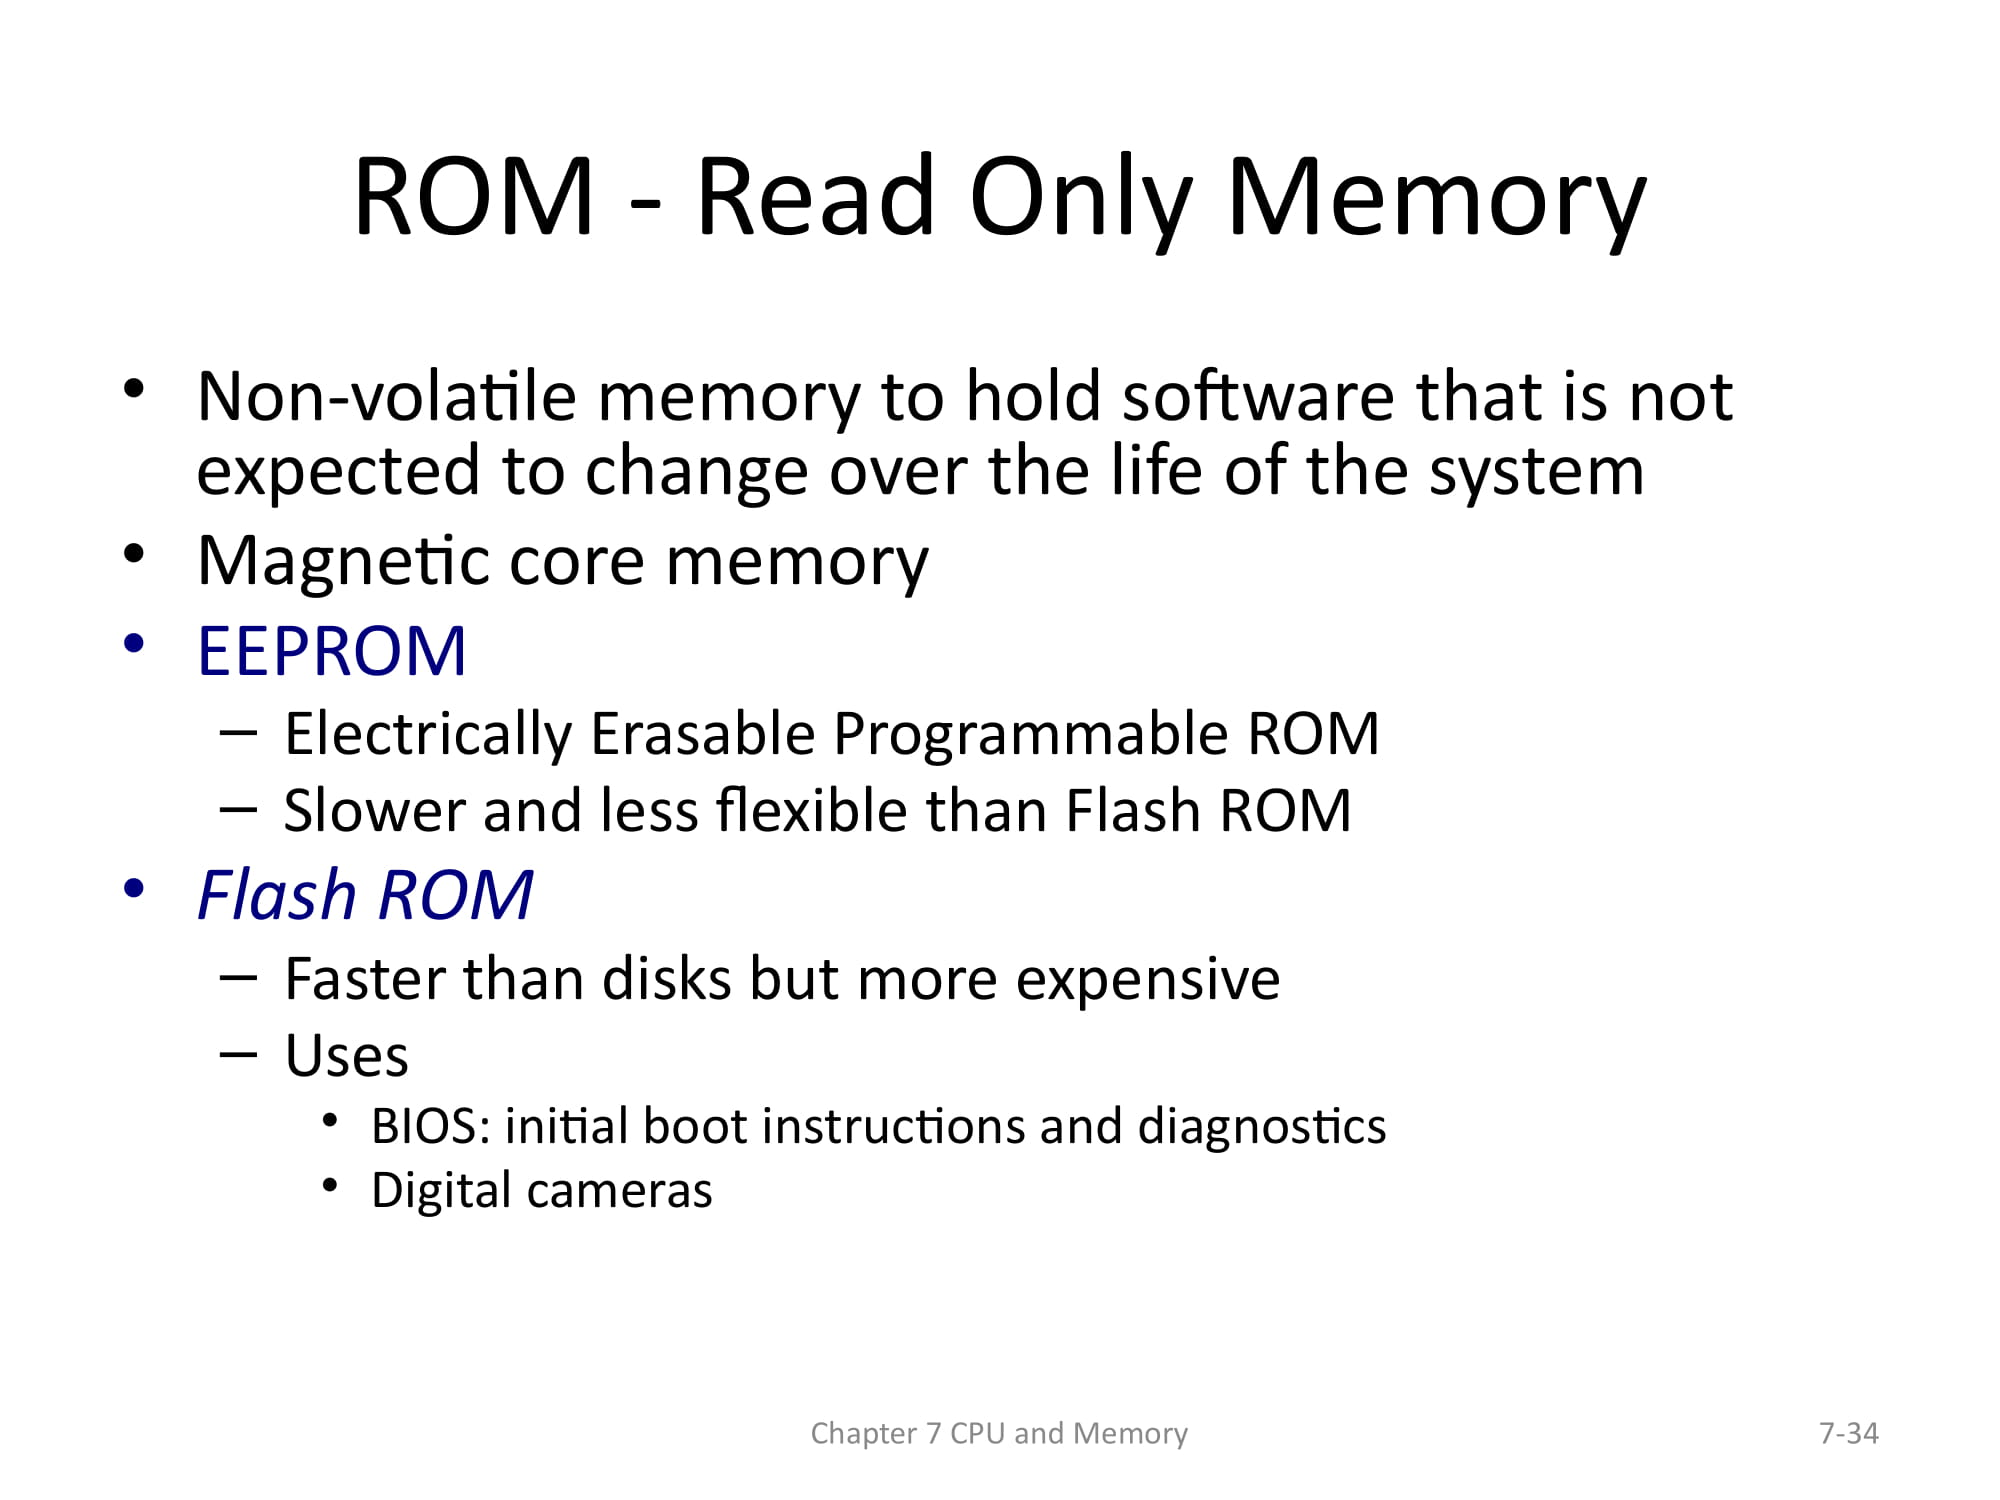 ROM - Read Only Memory
• Non-volatile memory to hold software that is not
expected to change over the life of the system
• Magnetic core memory
• EEPROM
– Electrically Erasable Programmable ROM
– Slower and less flexible than Flash ROM
• Flash ROM
– Faster than disks but more expensive
– Uses
• BIOS: initial boot instructions and diagnostics
• Digital cameras
Chapter 7 CPU and Memory
7-34